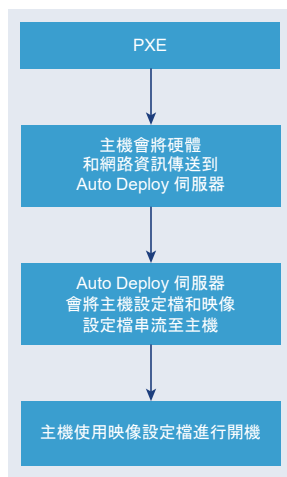 PXE
主機會將硬體
和網路資訊傳送到
Auto Deploy 伺服器
Auto Deploy 伺服器
會將主機設定檔和映像
設定檔串流至主機
主機使用映像設定檔進行開機